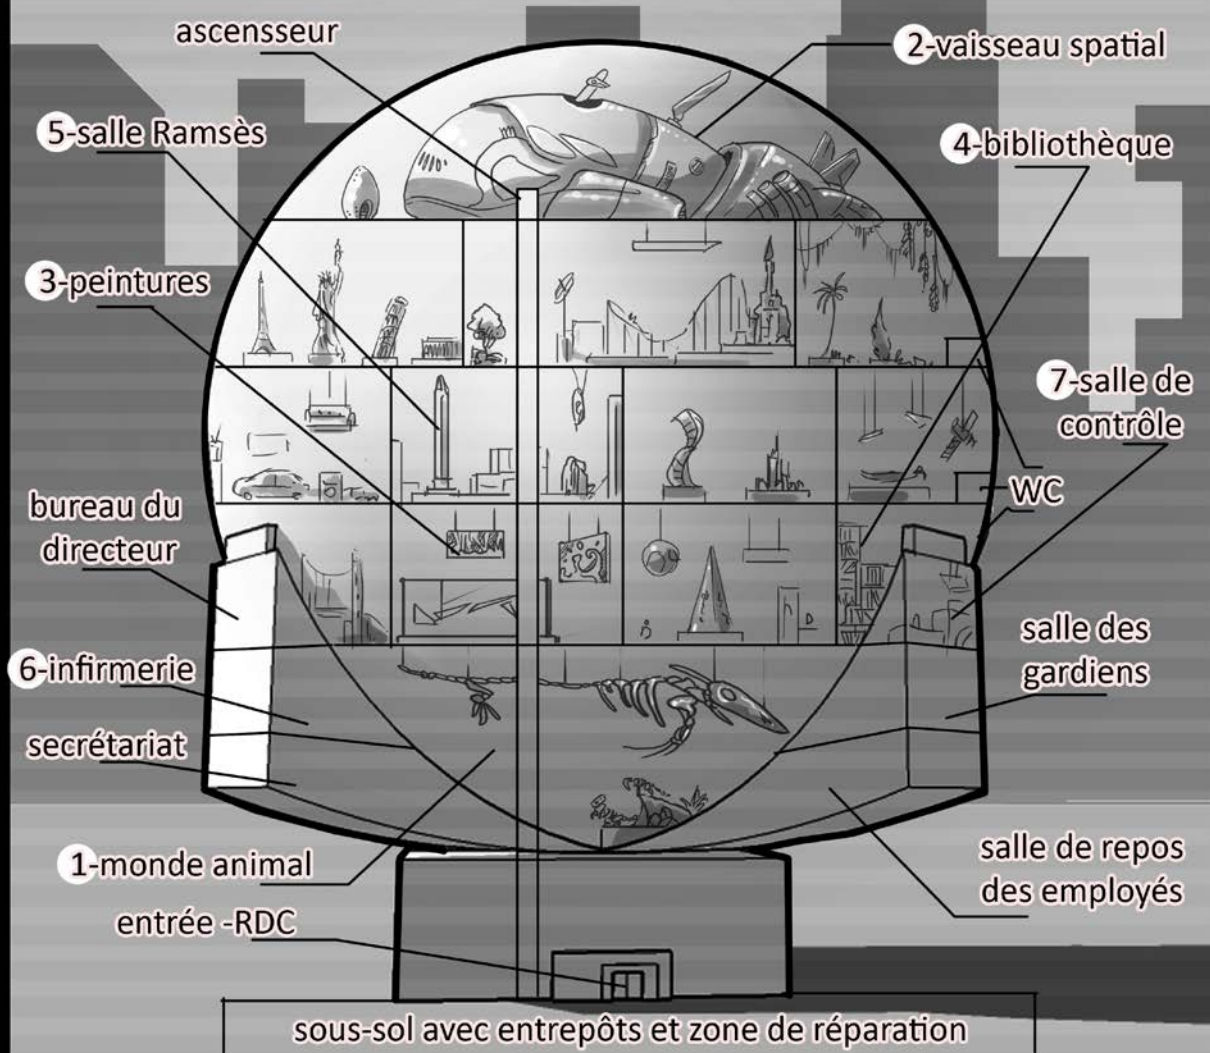 ascensseur
2-vaisseau spatial
5-salle Ramsès
4-bibliothèque
3-peintures
7-salle de
contrôle
WC
bureau du
directeur
salle des
gardiens
6-infirmerie
secrétariat
1-monde animal
salle de repos
des employés
entrée -RDC
sous-sol avec entrepôts et zone de réparation